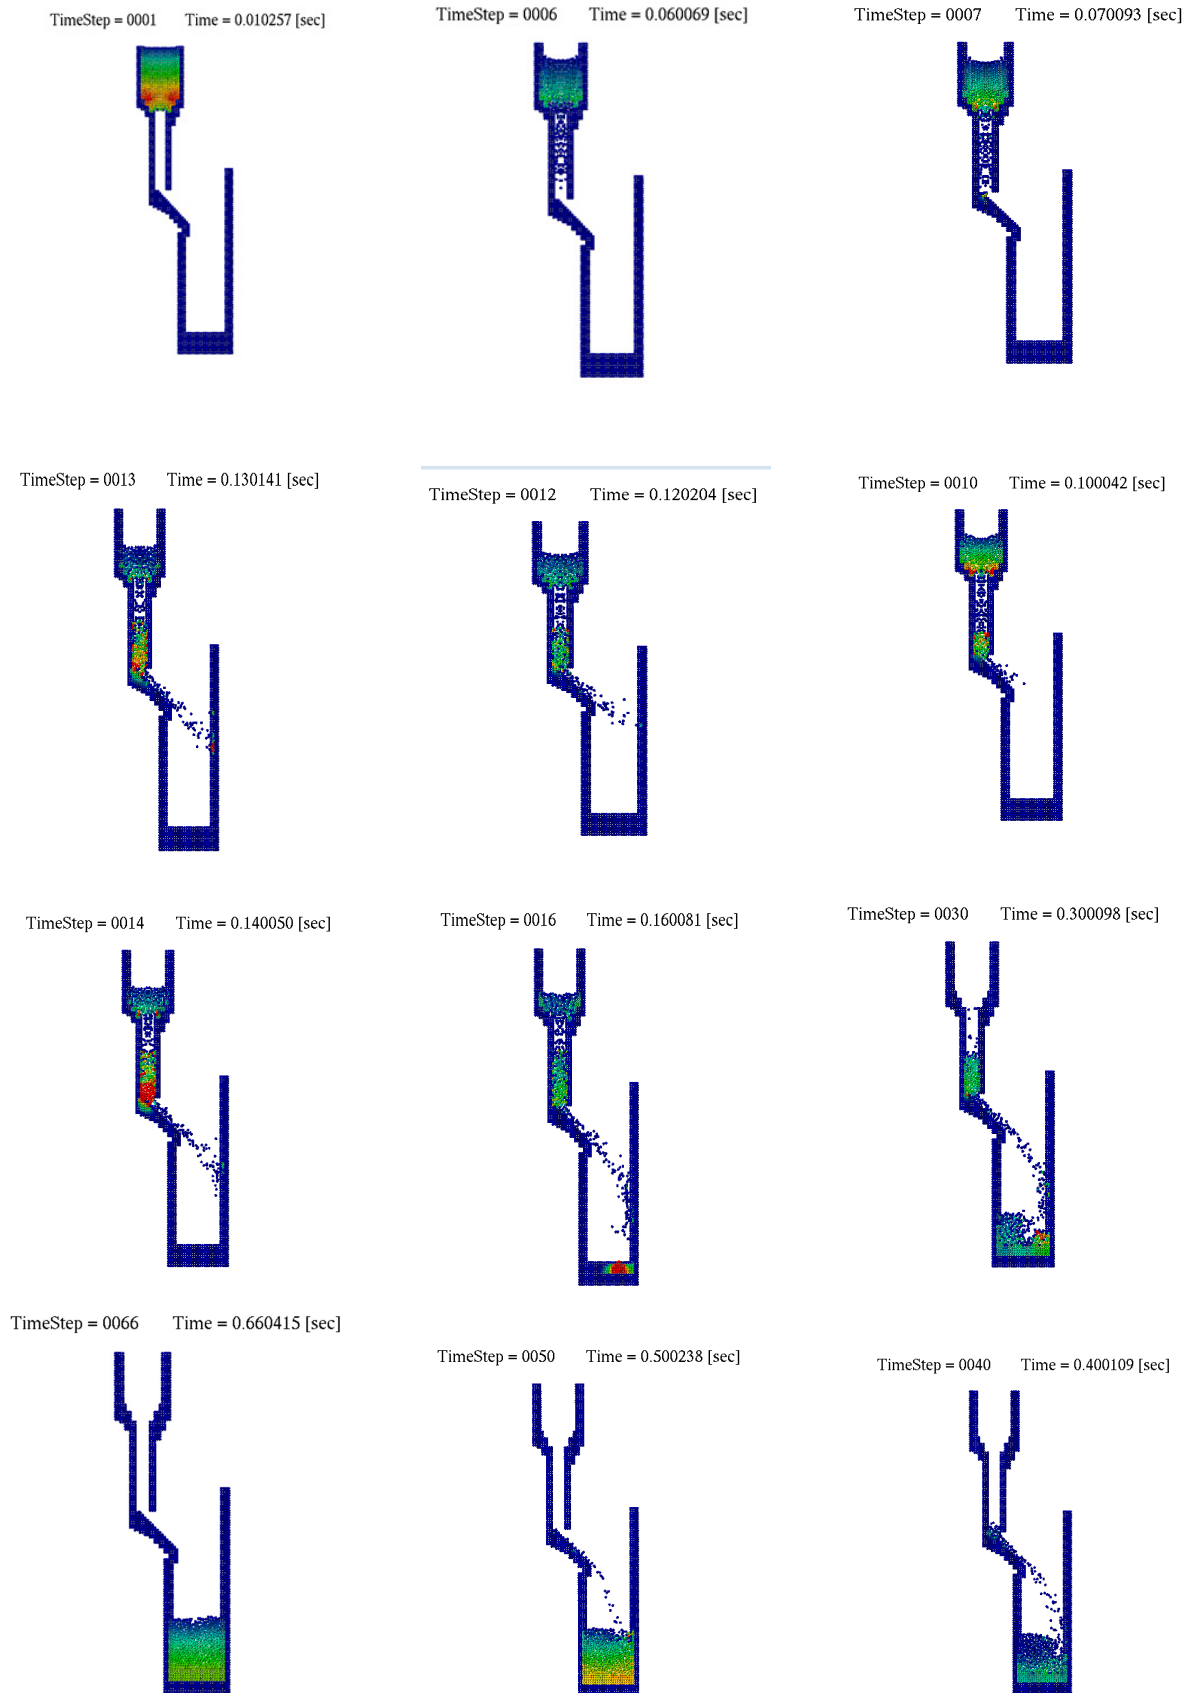 TimeStep = 0001 Time = 0.010257 [sec]
TimeStep = 0006 Time = 0.060069 [sec]
TimeStep = 0007 Time = 0.070093 [sec]
TimeStep = 0013 Time = 0.130141 [sec]
TimeStep = 0012 Time = 0.120204 [sec]
TimeStep = 0010 Time = 0.100042 [sec]
TimeStep = 0014 Time = 0.140050 [sec]
TimeStep = 0016 Time = 0.160081 [sec]
TimeStep = 0030 Time = 0.300098 [sec]
TimeStep = 0066 Time = 0.660415 [sec]
TimeStep = 0050 Time = 0.500238 [sec]
TimeStep = 0040 Time = 0.400109 [sec]